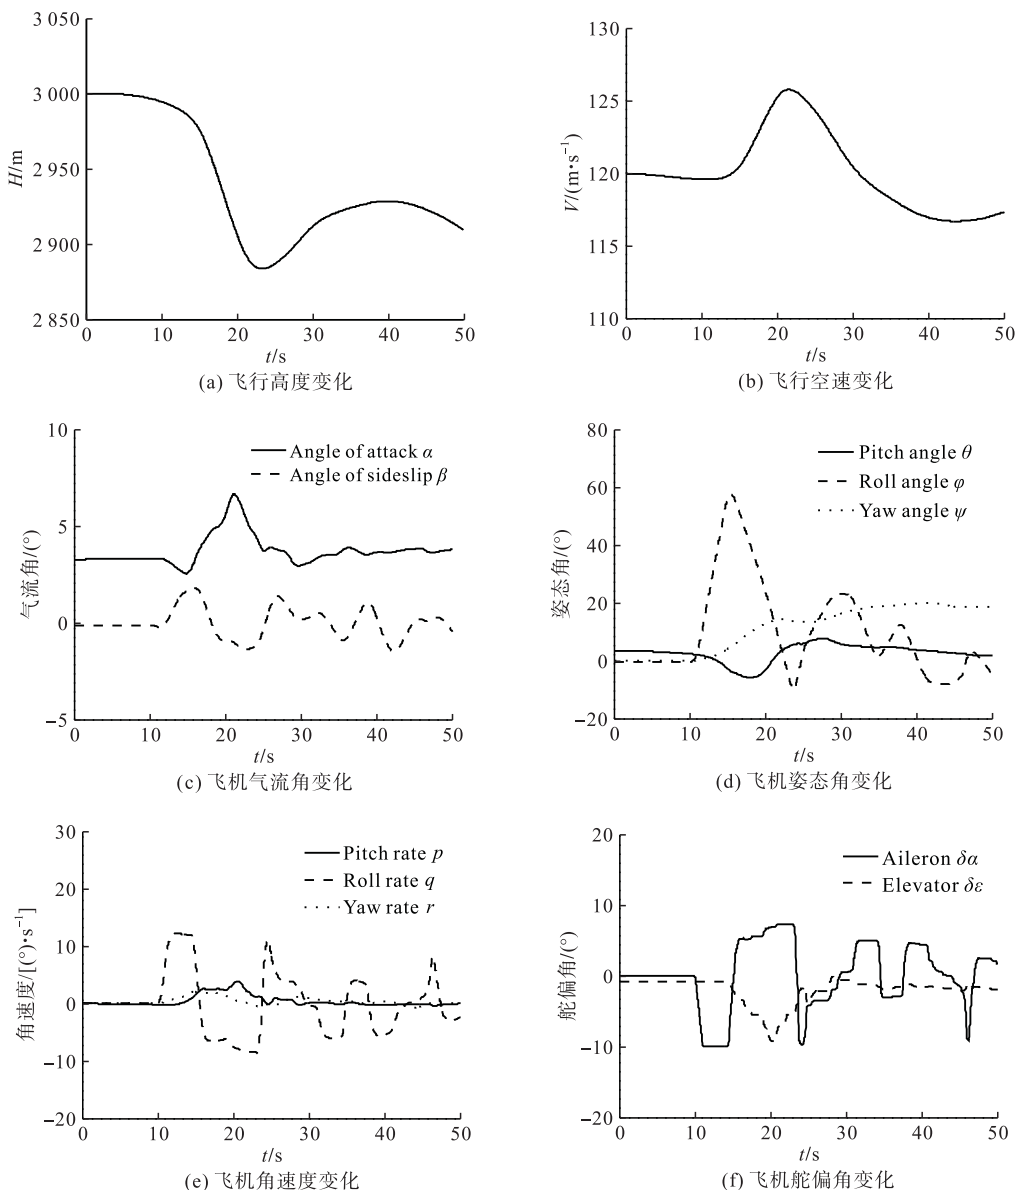 3 050
3 000
2 950
2 900
2 850
H/m
0 10 20 30 40 50
t/s
(a) 飞行高度变化
130
125
120
115
110
V/(m•s⁻¹)
0 10 20 30 40 50
t/s
(b) 飞行空速变化
10
5
0
−5
气流角/(°)
Angle of attack α
Angle of sideslip β
0 10 20 30 40 50
t/s
(c) 飞机气流角变化
80
60
40
20
0
−20
姿态角/(°)
Pitch angle θ
Roll angle φ
Yaw angle ψ
0 10 20 30 40 50
t/s
(d) 飞机姿态角变化
30
20
10
0
−10
−20
角速度/[(°)•s⁻¹]
Pitch rate p
Roll rate q
Yaw rate r
0 10 20 30 40 50
t/s
(e) 飞机角速度变化
20
10
0
−10
−20
舵偏角/(°)
Aileron δα
Elevator δε
0 10 20 30 40 50
t/s
(f) 飞机舵偏角变化